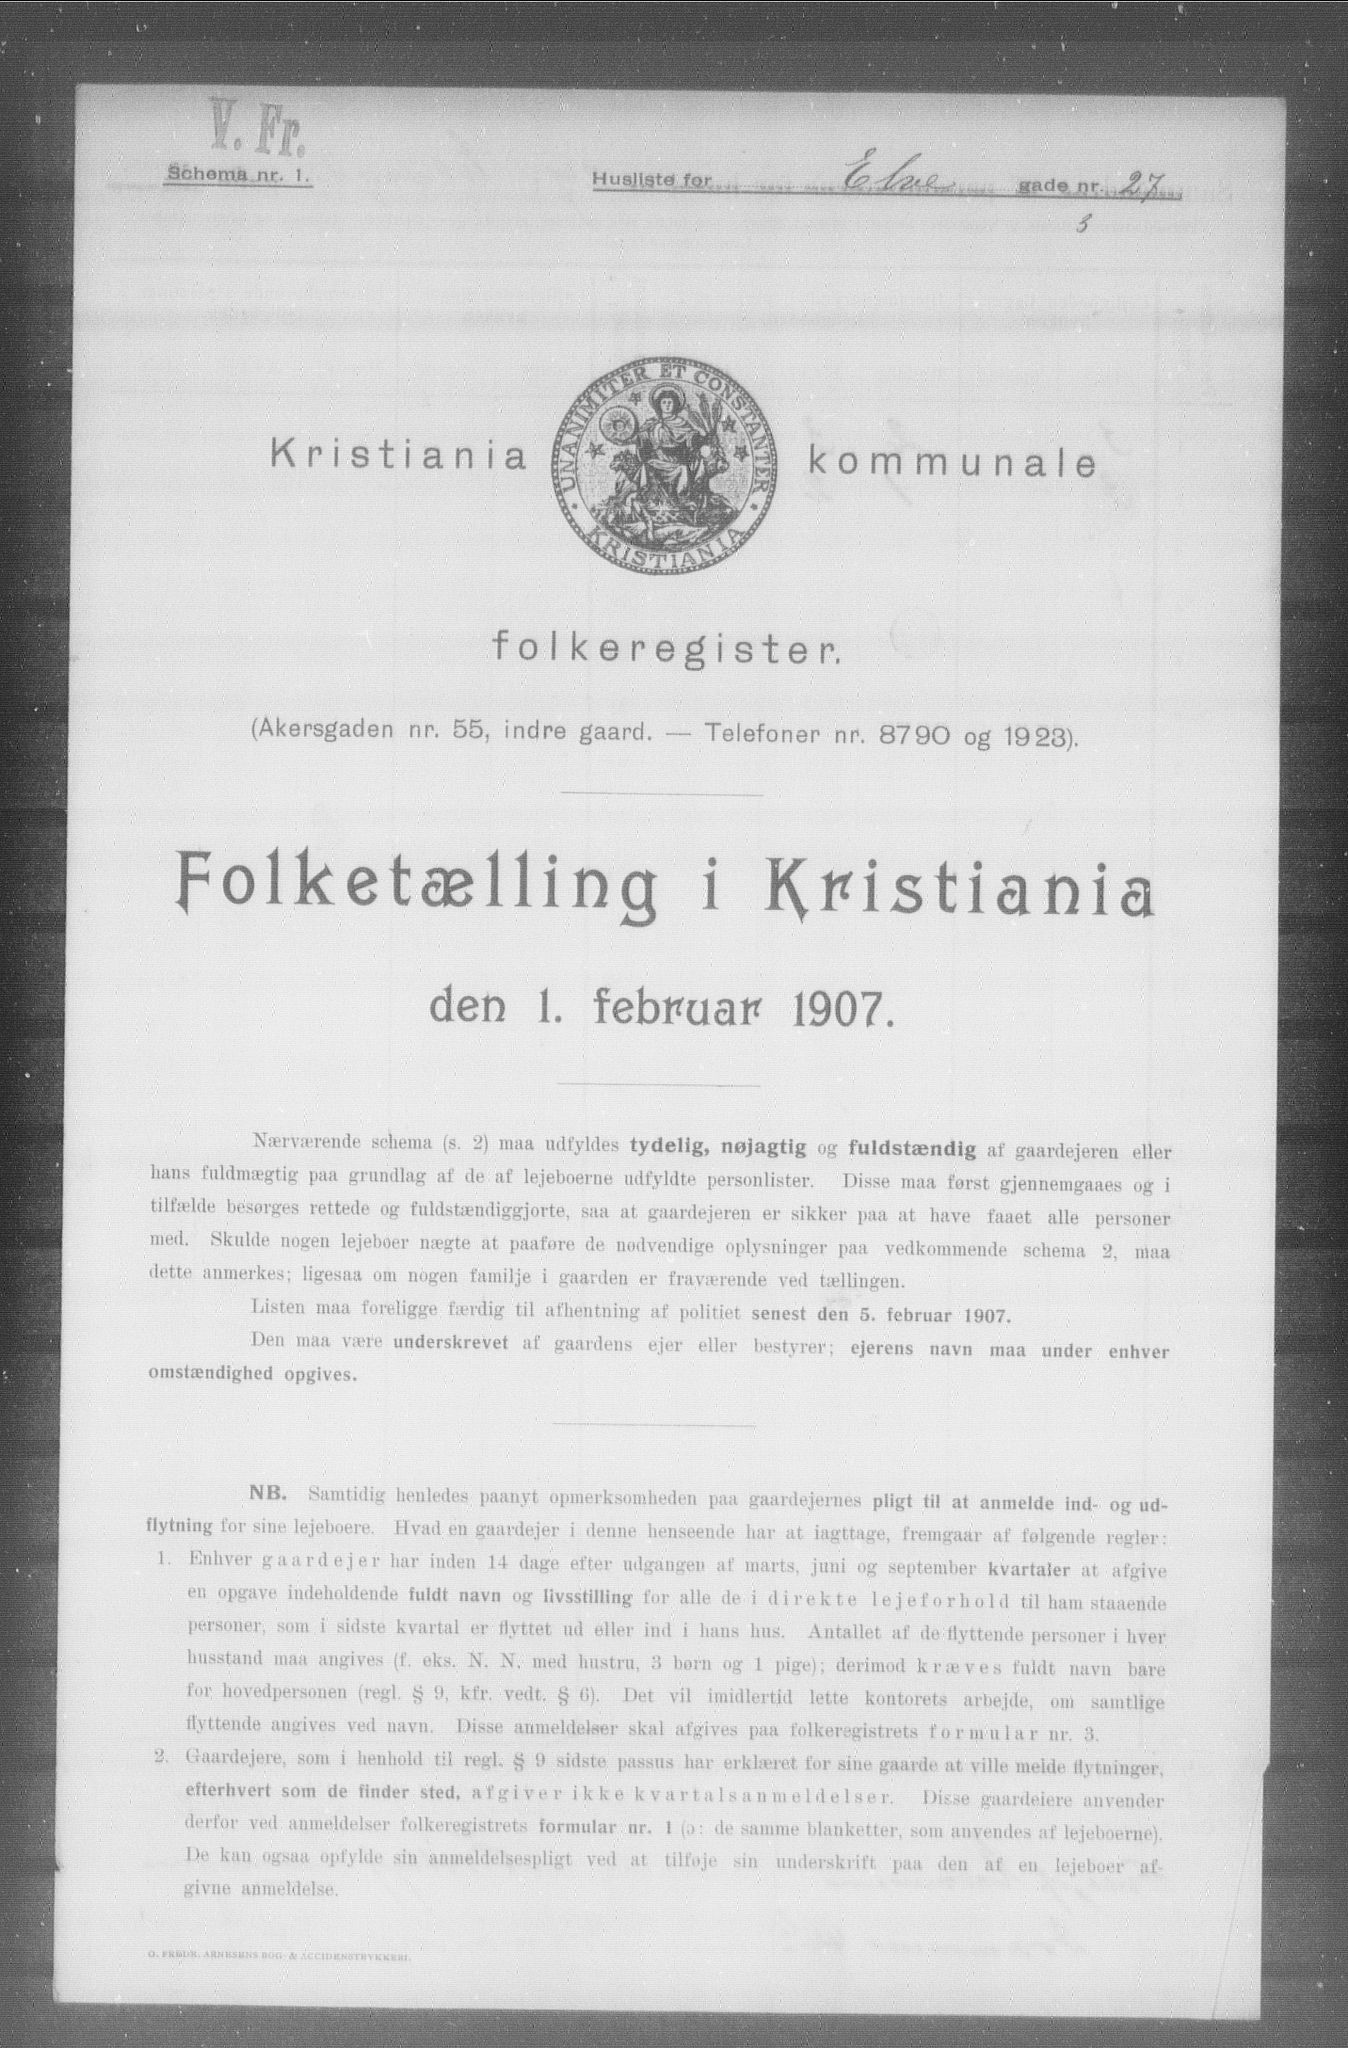 V. Fr.
Schema nr. 1.
Husliste for Elve gade nr. 27
3
UNANIMITER ET CONSTANTER
KRISTIANIA
Kristiania kommunale
folkeregister.
(Akersgaden nr. 55, indre gaard. — Telefoner nr. 8790 og 1923).
Folketælling i Kristiania
den 1. februar 1907.
Nærværende schema (s. 2) maa udfyldes tydelig, nøjagtig og fuldstændig af gaardejeren eller
hans fuldmægtig paa grundlag af de af lejeboerne udfyldte personlister. Disse maa først gjennemgaaes og i
tilfælde besørges rettede og fuldstændiggjorte, saa at gaardejeren er sikker paa at have faaet alle personer
med. Skulde nogen lejeboer nægte at paaføre de nødvendige oplysninger paa vedkommende schema 2, maa
dette anmerkes; ligesaa om nogen familje i gaarden er fraværende ved tællingen.
Listen maa foreligge færdig til afhentning af politiet senest den 5. februar 1907.
Den maa være underskrevet af gaardens ejer eller bestyrer; ejerens navn maa under enhver
omstændighed opgives.
NB. Samtidig henledes paanyt opmerksomheden paa gaardejernes pligt til at anmelde ind- og ud-
flytning for sine lejeboere. Hvad en gaardejer i denne henseende har at iagttage, fremgaar af følgende regler:
1. Enhver gaardejer har inden 14 dage efter udgangen af marts, juni og september kvartaler at afgive
en opgave indeholdende fuldt navn og livsstilling for alle de i direkte lejeforhold til ham staaende
personer, som i sidste kvartal er flyttet ud eller ind i hans hus. Antallet af de flyttende personer i hver
husstand maa angives (f. eks. N. N. med hustru, 3 børn og 1 pige); derimod kræves fuldt navn bare
for hovedpersonen (regl. § 9, kfr. vedt. § 6). Det vil imidlertid lette kontorets arbejde, om samtlige
flyttende angives ved navn. Disse anmeldelser skal afgives paa folkeregistrets formular nr. 3.
2. Gaardejere, som i henhold til regl. § 9 sidste passus har erklæret for sine gaarde at ville melde flytninger,
efterhvert som de finder sted, afgiver ikke kvartalsanmeldelser. Disse gaardeiere anvender
derfor ved anmeldelser folkeregistrets formular nr. 1 (ɔ: de samme blanketter, som anvendes af lejeboerne).
De kan ogsaa opfylde sin anmeldelsespligt ved at tilføje sin underskrift paa den af en lejeboer af-
givne anmeldelse.
O. FREDR. ARNESENS BOG- & ACCIDENSTRYKKERI.